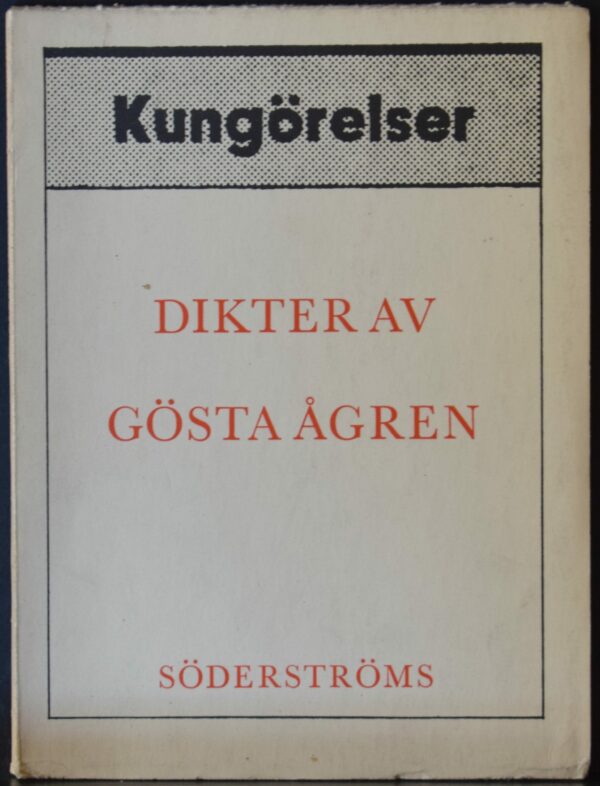 Kungörelser
DIKTER AV
GÖSTA ÅGREN
SÖDERSTRÖMS